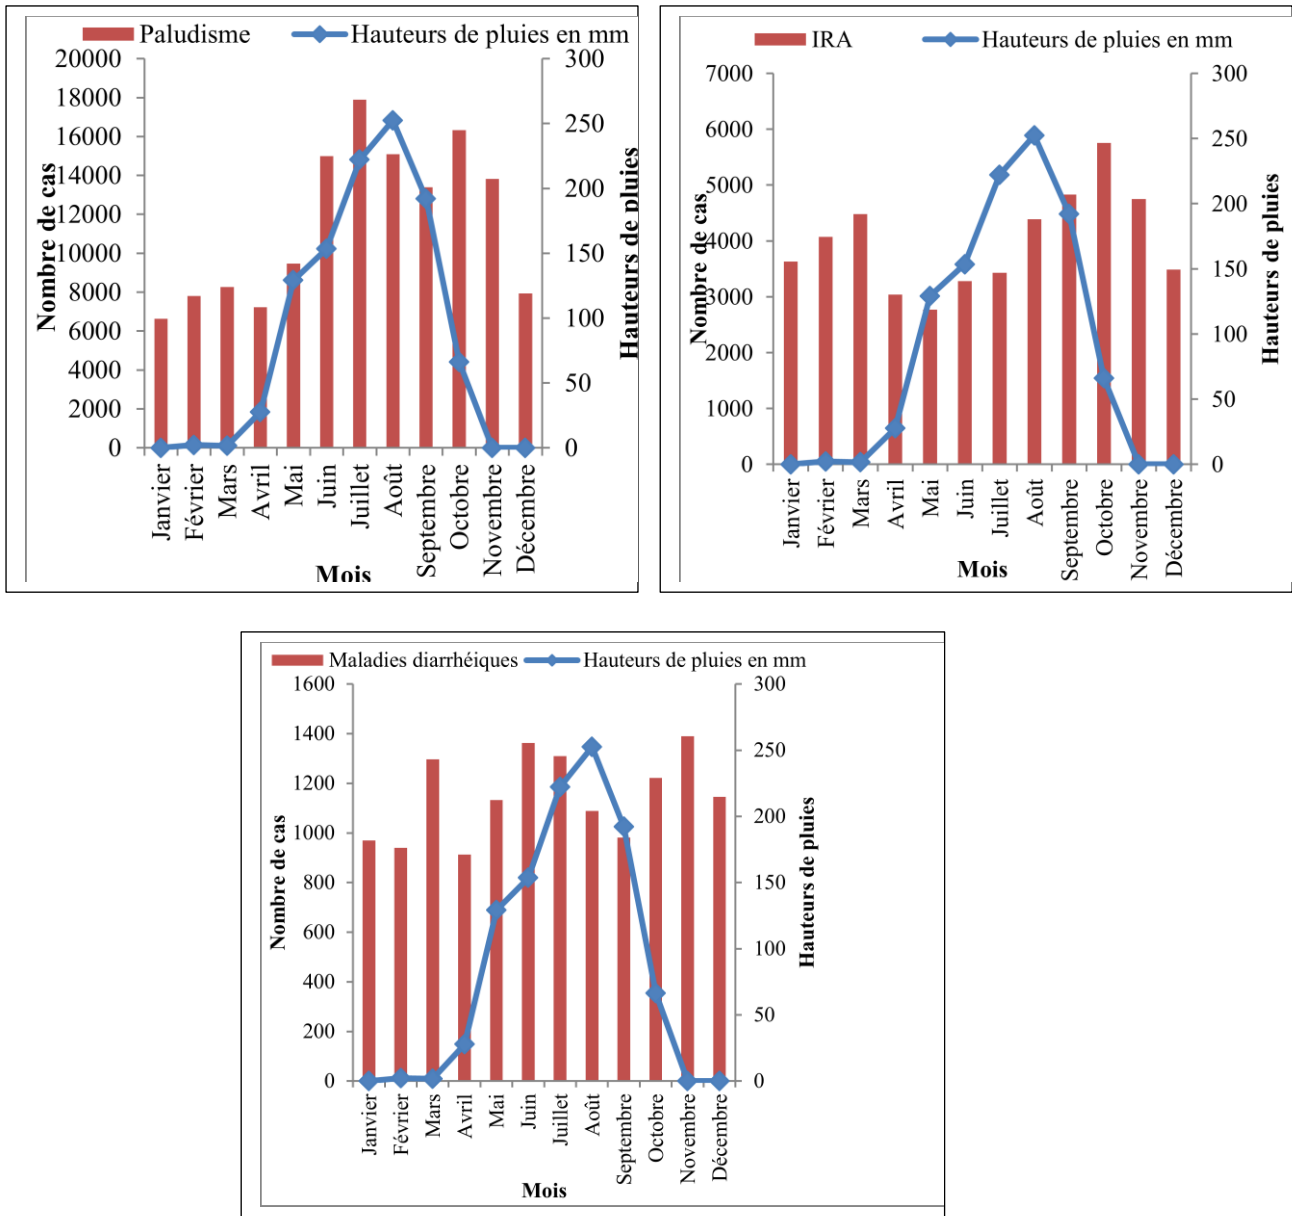 Paludisme
Hauteurs de pluies en mm
20000
18000
16000
14000
12000
10000
8000
6000
4000
2000
0
Nombre de cas
300
250
200
150
100
50
0
Hauteurs de pluies
Janvier
Février
Mars
Avril
Mai
Juin
Juillet
Août
Septembre
Octobre
Novembre
Décembre
Mois
IRA
Hauteurs de pluies en mm
7000
6000
5000
4000
3000
2000
1000
0
Nombre de cas
300
250
200
150
100
50
0
Hauteurs de pluies
Janvier
Février
Mars
Avril
Mai
Juin
Juillet
Août
Septembre
Octobre
Novembre
Décembre
Mois
Maladies diarrhéiques
Hauteurs de pluies en mm
1600
1400
1200
1000
800
600
400
200
0
Nombre de cas
300
250
200
150
100
50
0
Hauteurs de pluies
Janvier
Février
Mars
Avril
Mai
Juin
Juillet
Août
Septembre
Octobre
Novembre
Décembre
Mois